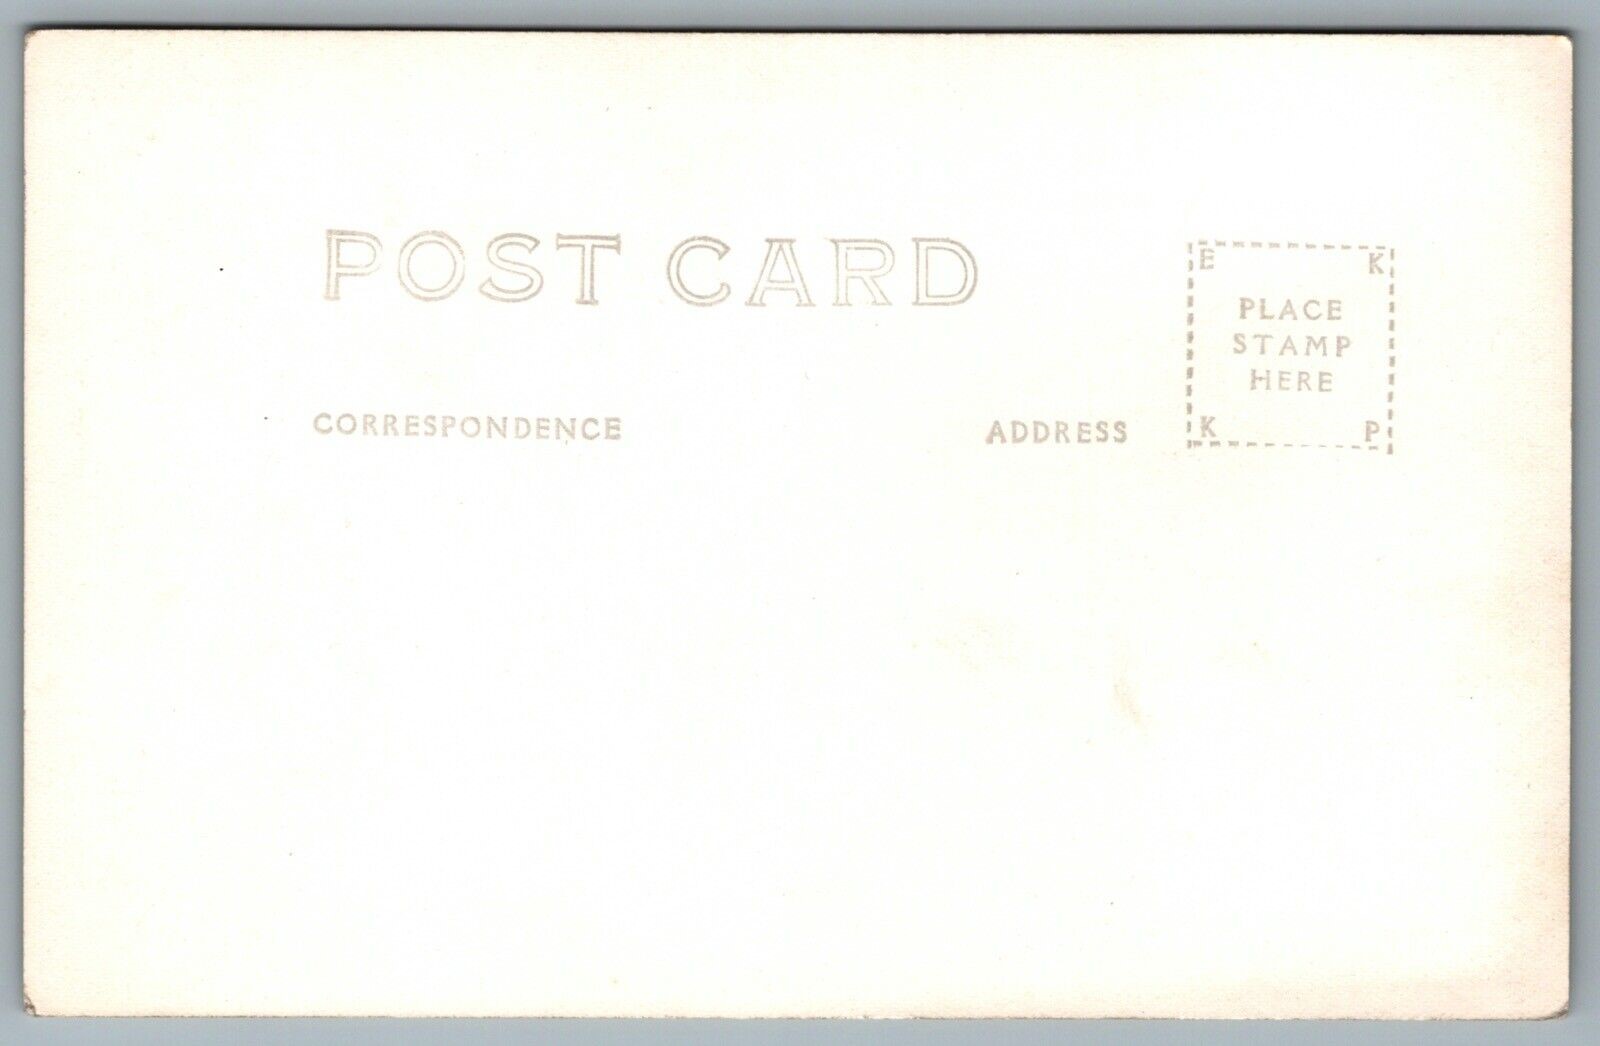 POST CARD
E K
PLACE
STAMP
HERE
K P
CORRESPONDENCE
ADDRESS